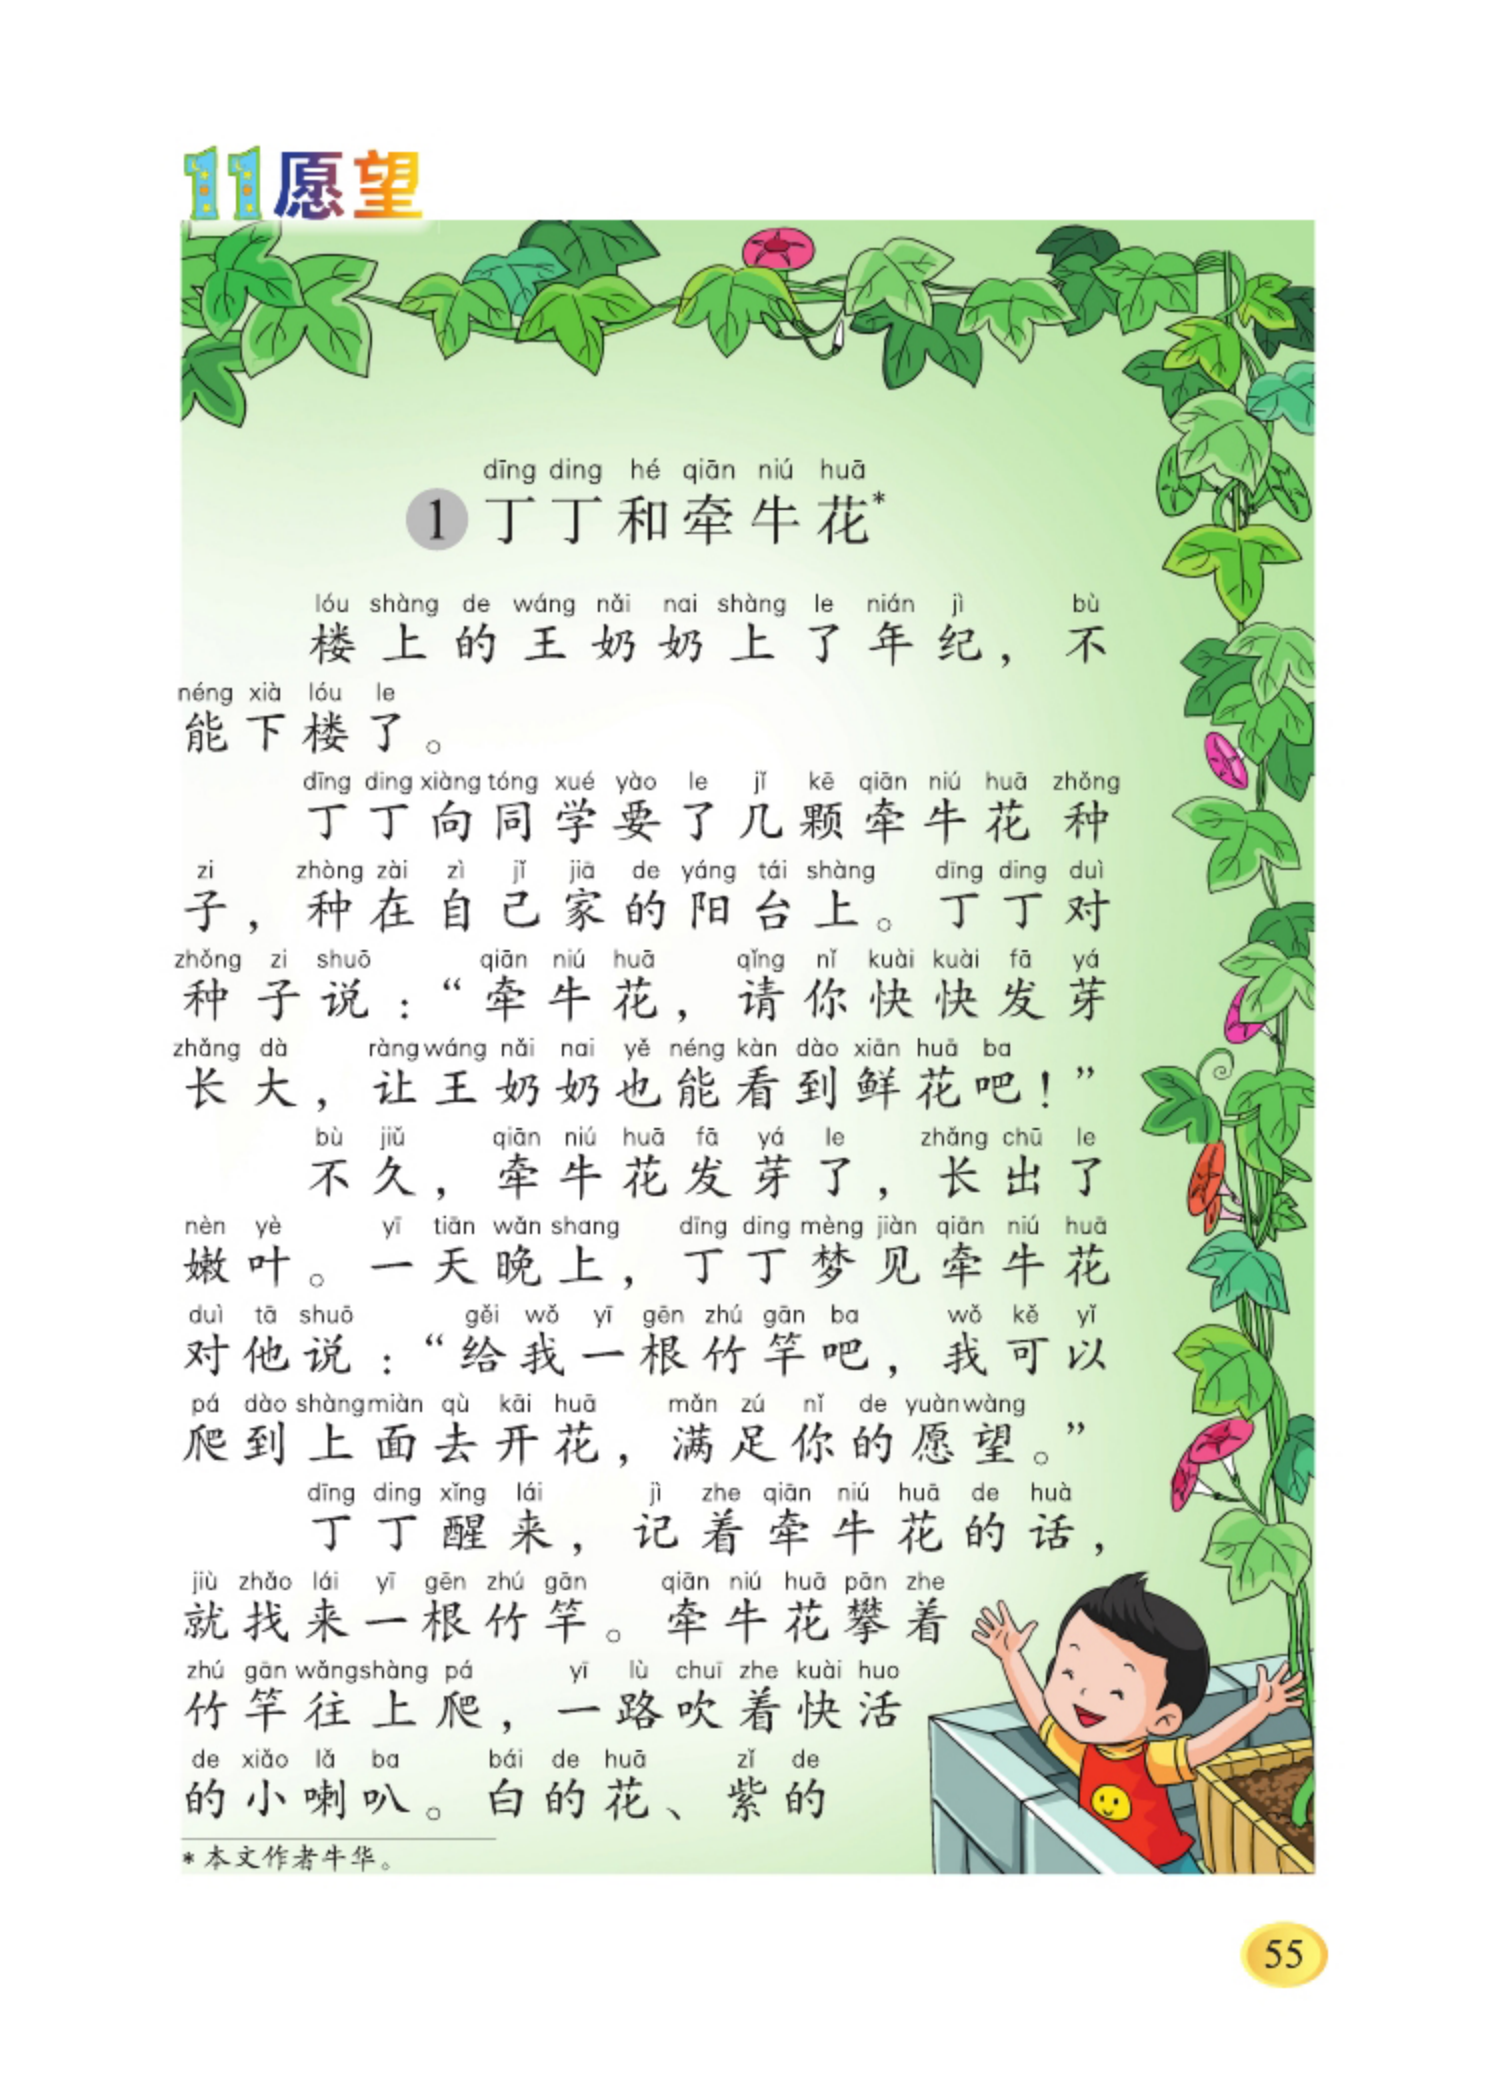 11愿望
dīng ding hé qiān niú huā
1 丁丁和牵牛花*
lóu shàng de wáng nǎi nai shàng le nián jì bù
楼上的王奶奶上了年纪，不
néng xià lóu le
能下楼了。
dīng ding xiàng tóng xué yào le jǐ kē qiān niú huā zhǒng
丁丁向同学要了几颗牵牛花种
zi zhòng zài zì jǐ jiā de yáng tái shàng dīng ding duì
子，种在自己家的阳台上。丁丁对
zhǒng zi shuō qiān niú huā qǐng nǐ kuài kuài fā yá
种子说：“牵牛花，请你快快发芽
zhǎng dà ràng wáng nǎi nai yě néng kàn dào xiān huā ba
长大，让王奶奶也能看到鲜花吧！”
bù jiǔ qiān niú huā fā yá le zhǎng chū le
不久，牵牛花发芽了，长出了
nèn yè yī tiān wǎn shang dīng ding mèng jiàn qiān niú huā
嫩叶。一天晚上，丁丁梦见牵牛花
duì tā shuō gěi wǒ yī gēn zhú gān ba wǒ kě yǐ
对他说：“给我一根竹竿吧，我可以
pá dào shàng miàn qù kāi huā mǎn zú nǐ de yuàn wàng
爬到上面去开花，满足你的愿望。”
dīng ding xǐng lái jì zhe qiān niú huā de huà
丁丁醒来，记着牵牛花的话，
jiù zhǎo lái yī gēn zhú gān qiān niú huā pān zhe
就找来一根竹竿。牵牛花攀着
zhú gān wǎng shàng pá yī lù chuī zhe kuài huo
竹竿往上爬，一路吹着快活
de xiǎo lǎ ba bái de huā zǐ de
的小喇叭。白的花、紫的
* 本文作者牛华。
55